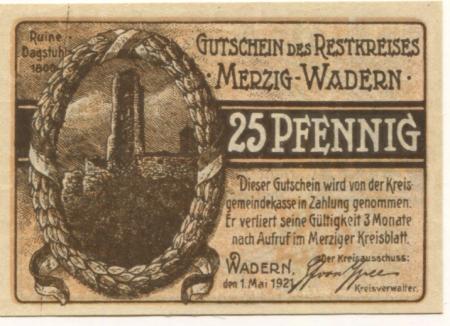 Ruine
Dagstuhl
1800
GUTSCHEIN DES RESTKREISES
· MERZIG-WADERN ·
25 PFENNIG
Dieser Gutschein wird von der Kreis-
gemeindekasse in Zahlung genommen.
Er verliert seine Gültigkeit 3 Monate
nach Aufruf im Merziger Kreisblatt.
WADERN,
den 1. Mai 1921
Der Kreisausschuss:
Kreisverwalter.